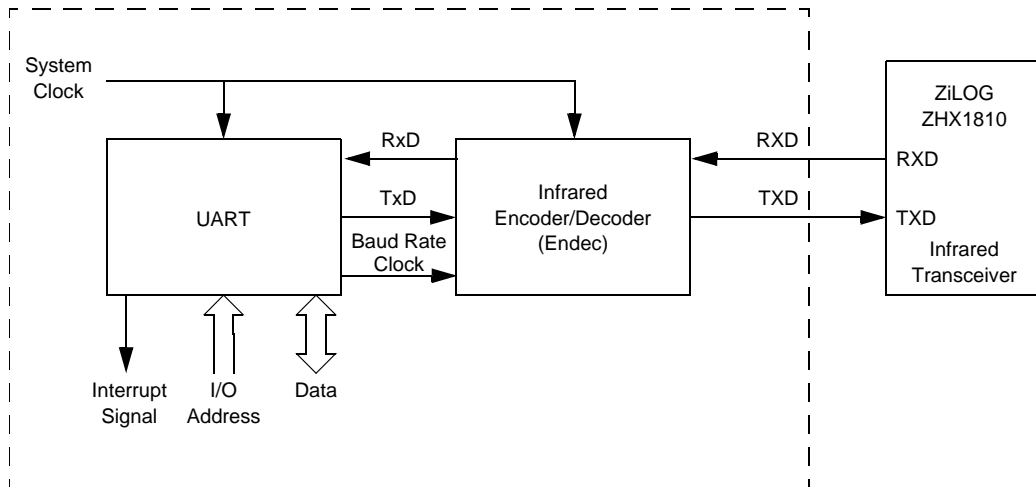 System
Clock
ZiLOG
ZHX1810
RxD
RXD
RXD
Infrared
Encoder/Decoder
(Endec)
TxD
TXD
TXD
UART
Baud Rate
Clock
Infrared
Transceiver
Interrupt
Signal
I/O
Address
Data